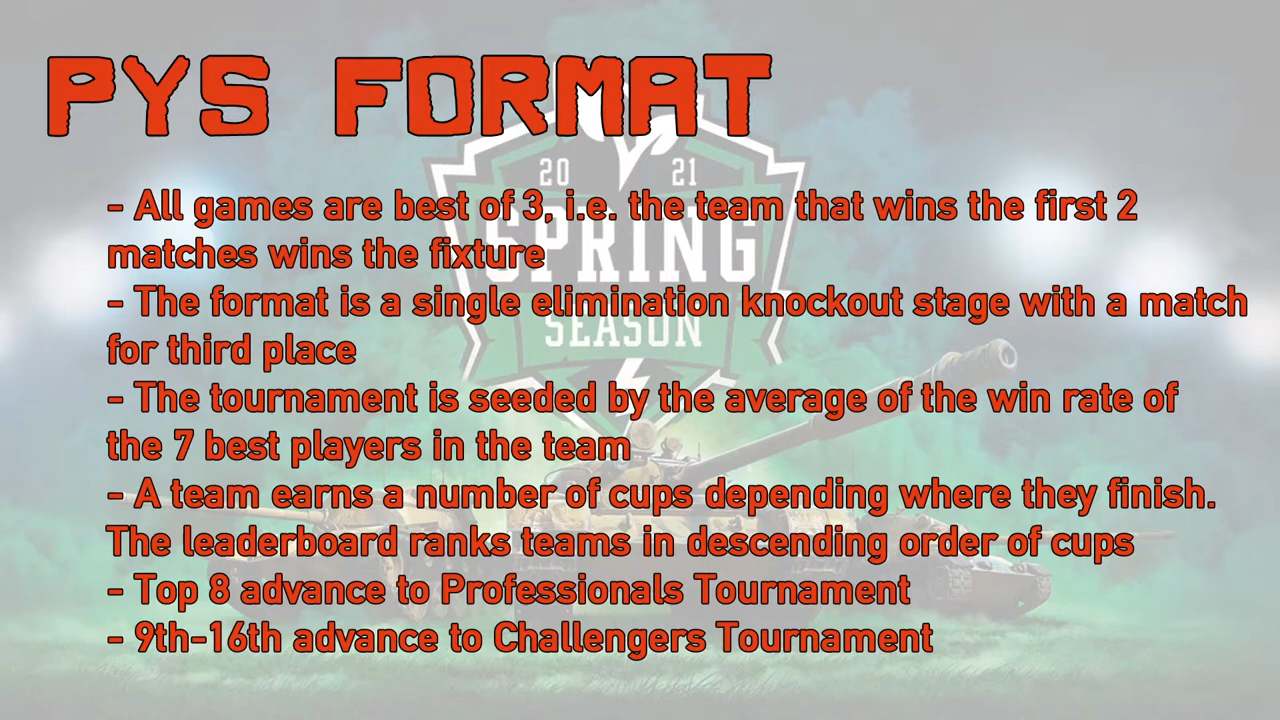 PYS FORMAT
20 21
SPRING
SEASON
- All games are best of 3, i.e. the team that wins the first 2
matches wins the fixture
- The format is a single elimination knockout stage with a match
for third place
- The tournament is seeded by the average of the win rate of
the 7 best players in the team
- A team earns a number of cups depending where they finish.
The leaderboard ranks teams in descending order of cups
- Top 8 advance to Professionals Tournament
- 9th-16th advance to Challengers Tournament